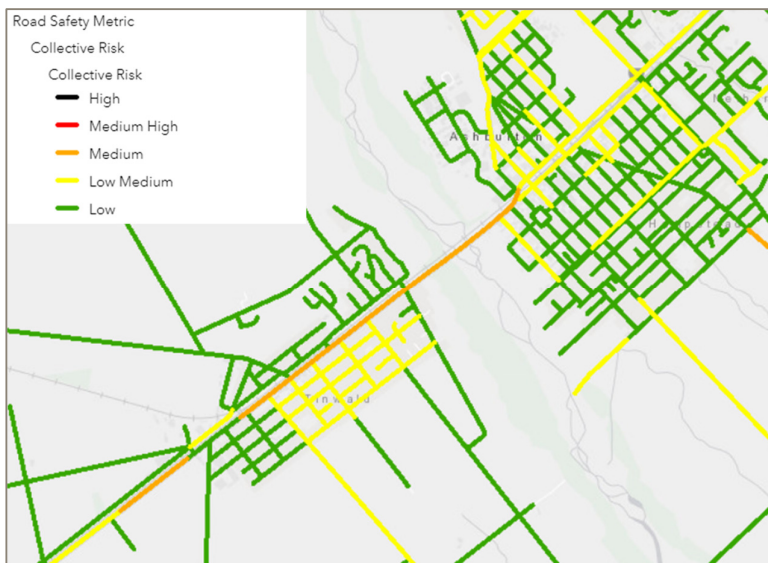 Road Safety Metric
Collective Risk
Collective Risk
High
Medium High
Medium
Low Medium
Low
Ashburton
Tinwald